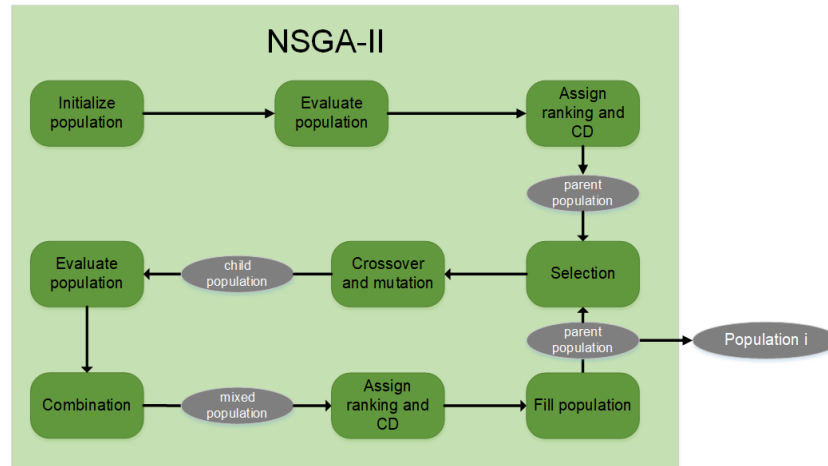 NSGA-II
Initialize
population
Evaluate
population
Assign
ranking and
CD
parent
population
Evaluate
population
child
population
Crossover
and mutation
Selection
parent
population
Population i
Combination
mixed
population
Assign
ranking and
CD
Fill population